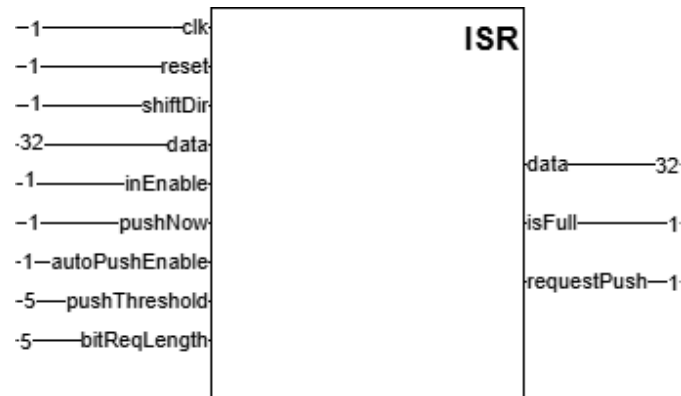 1 clk
ISR
1 reset
1 shiftDir
32 data
data 32
1 inEnable
1 pushNow
isFull 1
1 autoPushEnable
requestPush 1
5 pushThreshold
5 bitReqLength